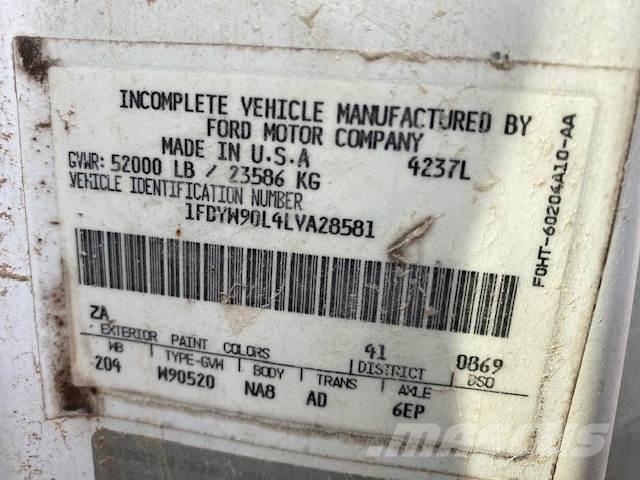 INCOMPLETE VEHICLE MANUFACTURED BY
FORD MOTOR COMPANY
MADE IN U.S.A
4237L
GVWR: 52000 LB / 23586 KG
VEHICLE IDENTIFICATION NUMBER
1FDYW90L4LVA28581
ZA
41
0869
EXTERIOR PAINT COLORS
DISTRICT
DSO
WB
TYPE-GVW
BODY
TRANS
AXLE
204
W90520
NA8
AD
6EP
F0HT-60204A10-AA
MASCUS